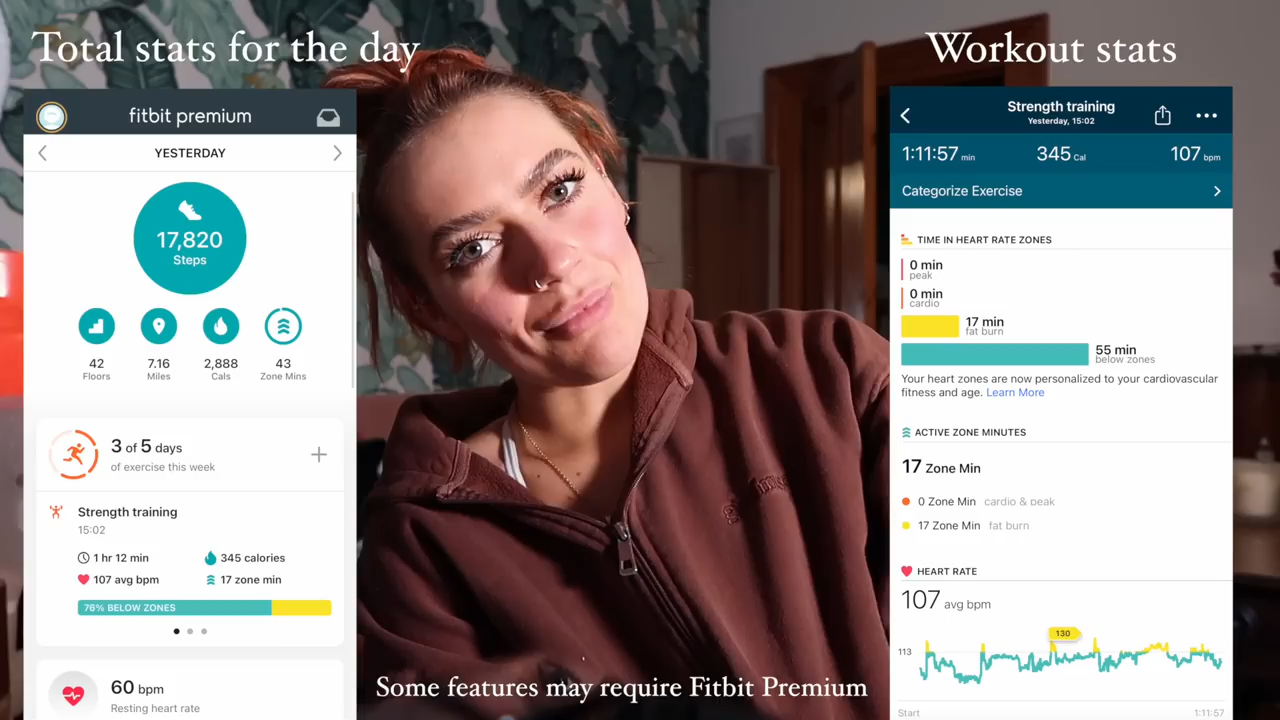 Total stats for the day
fitbit premium
YESTERDAY
17,820
Steps
42
Floors
7.16
Miles
2,888
Cals
43
Zone Mins
3 of 5 days
of exercise this week
Strength training
15:02
1 hr 12 min
345 calories
107 avg bpm
17 zone min
76% BELOW ZONES
60 bpm
Resting heart rate
Workout stats
Strength training
Yesterday, 15:02
1:11:57 min
345 Cal
107 bpm
Categorize Exercise
TIME IN HEART RATE ZONES
0 min
peak
0 min
cardio
17 min
fat burn
55 min
below zones
Your heart zones are now personalized to your cardiovascular
fitness and age. Learn More
ACTIVE ZONE MINUTES
17 Zone Min
0 Zone Min cardio & peak
17 Zone Min fat burn
HEART RATE
107 avg bpm
130
113
Start
1:11:57
Some features may require Fitbit Premium